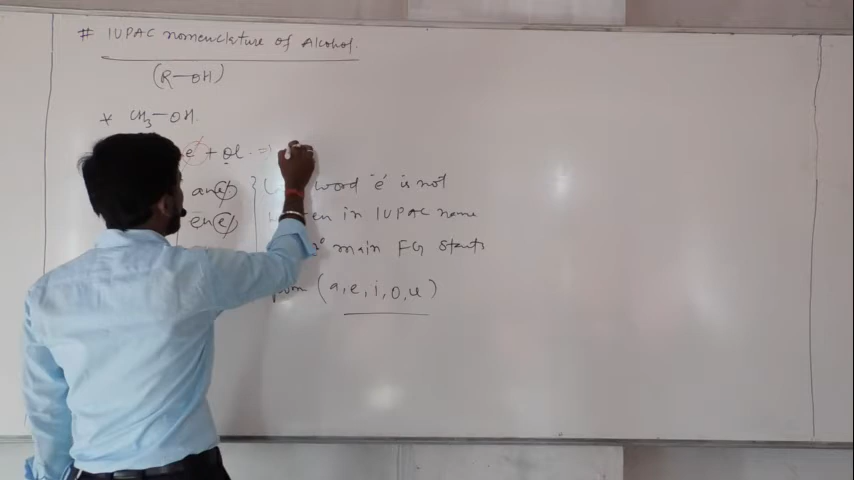 # IUPAC nomenclature of Alcohol.
(R—OH)
* CH3—OH.
e + ol =)
ane } word "e" is not
ene in IUPAC name
main FG starts
(a, e, i, o, u)